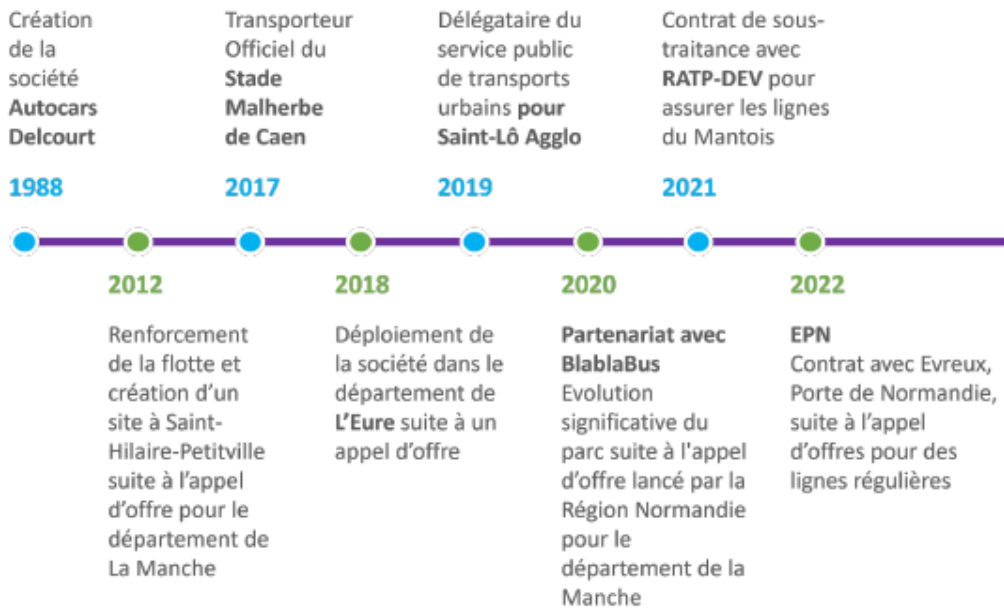 Création
de la
société
Autocars
Delcourt
1988
Transporteur
Officiel du
Stade
Malherbe
de Caen
2017
Délégataire du
service public
de transports
urbains pour
Saint-Lô Agglo
2019
Contrat de sous-
traitance avec
RATP-DEV pour
assurer les lignes
du Mantois
2021
2012
Renforcement
de la flotte et
création d'un
site à Saint-
Hilaire-Petitville
suite à l'appel
d'offre pour le
département de
La Manche
2018
Déploiement de
la société dans le
département de
L'Eure suite à un
appel d'offre
2020
Partenariat avec
BlablaBus
Evolution
significative du
parc suite à l'appel
d'offre lancé par la
Région Normandie
pour le
département de la
Manche
2022
EPN
Contrat avec Evreux,
Porte de Normandie,
suite à l'appel
d'offres pour des
lignes régulières